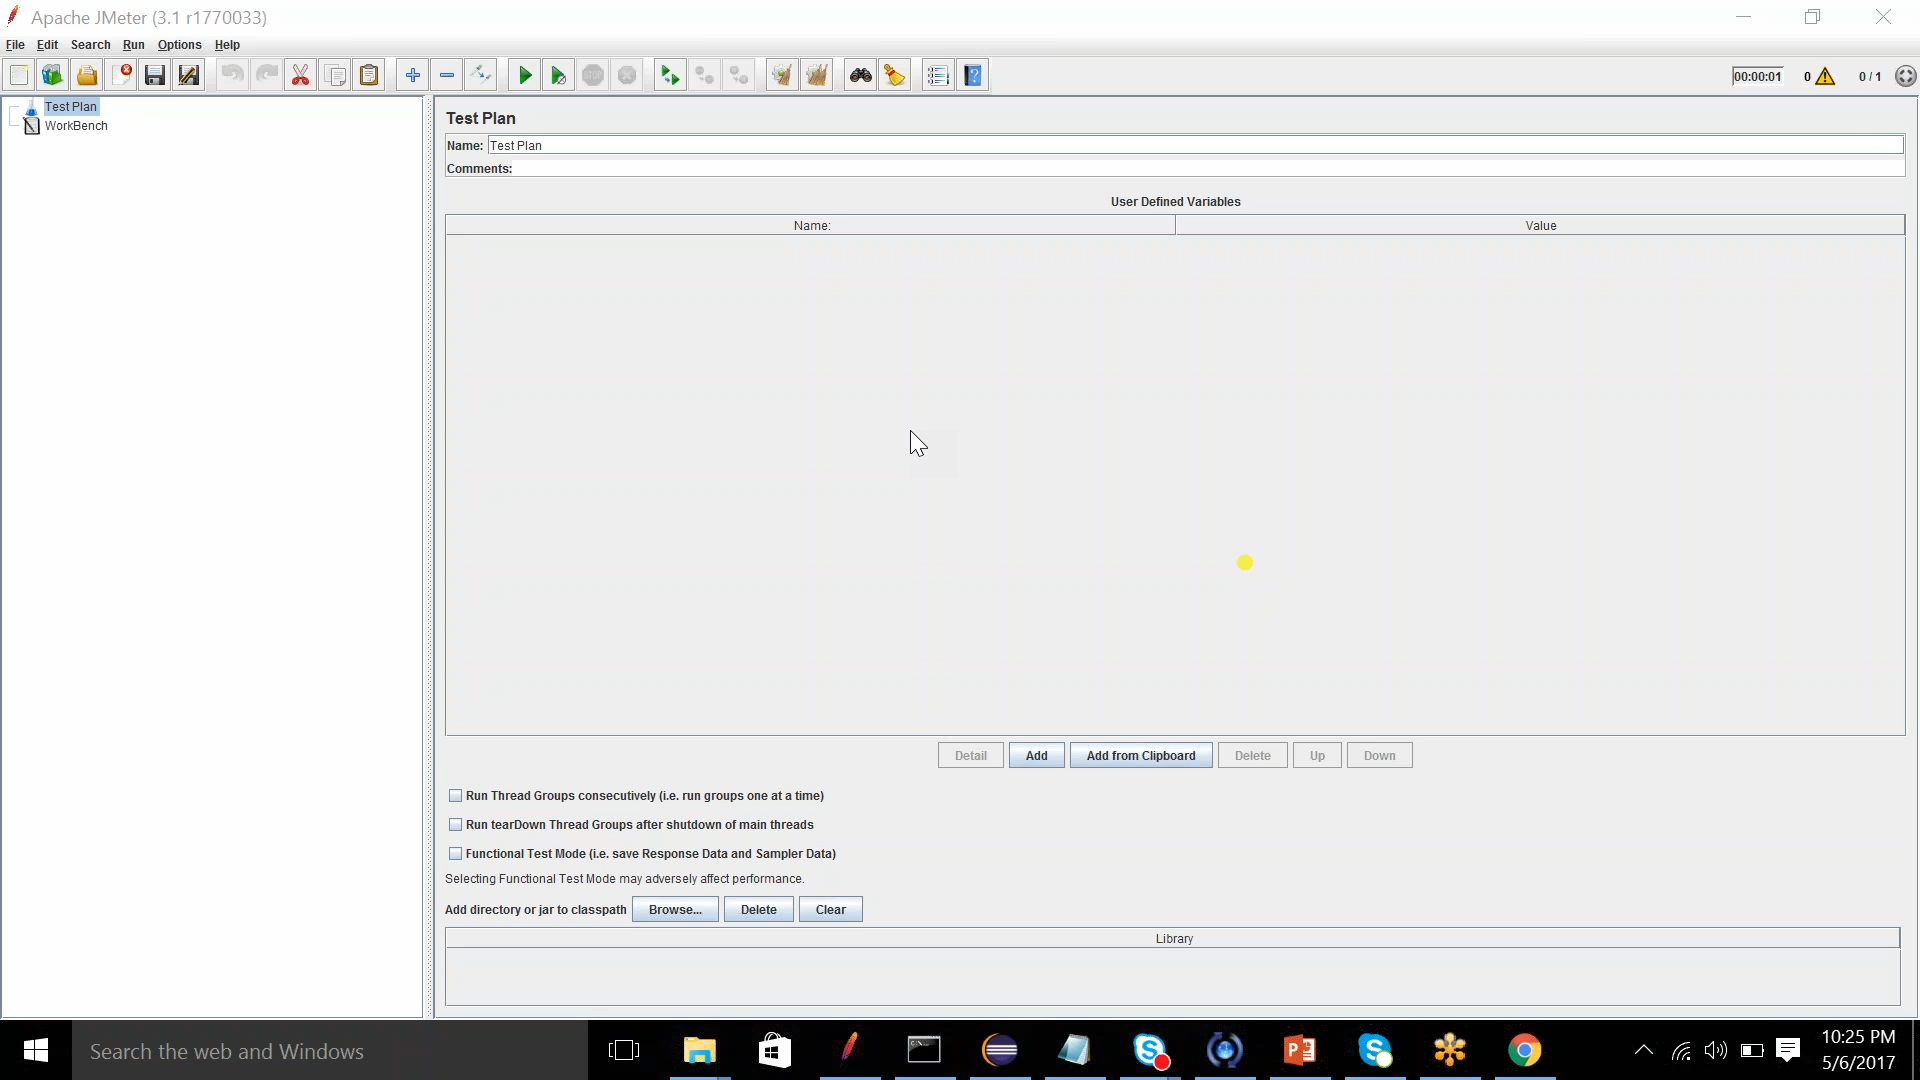 Apache JMeter (3.1 r1770033)
File Edit Search Run Options Help
00:00:01 0 0 / 1
Test Plan
WorkBench
Test Plan
Name: Test Plan
Comments:
User Defined Variables
Name: Value
Detail Add Add from Clipboard Delete Up Down
Run Thread Groups consecutively (i.e. run groups one at a time)
Run tearDown Thread Groups after shutdown of main threads
Functional Test Mode (i.e. save Response Data and Sampler Data)
Selecting Functional Test Mode may adversely affect performance.
Add directory or jar to classpath Browse... Delete Clear
Library
Search the web and Windows
10:25 PM
5/6/2017